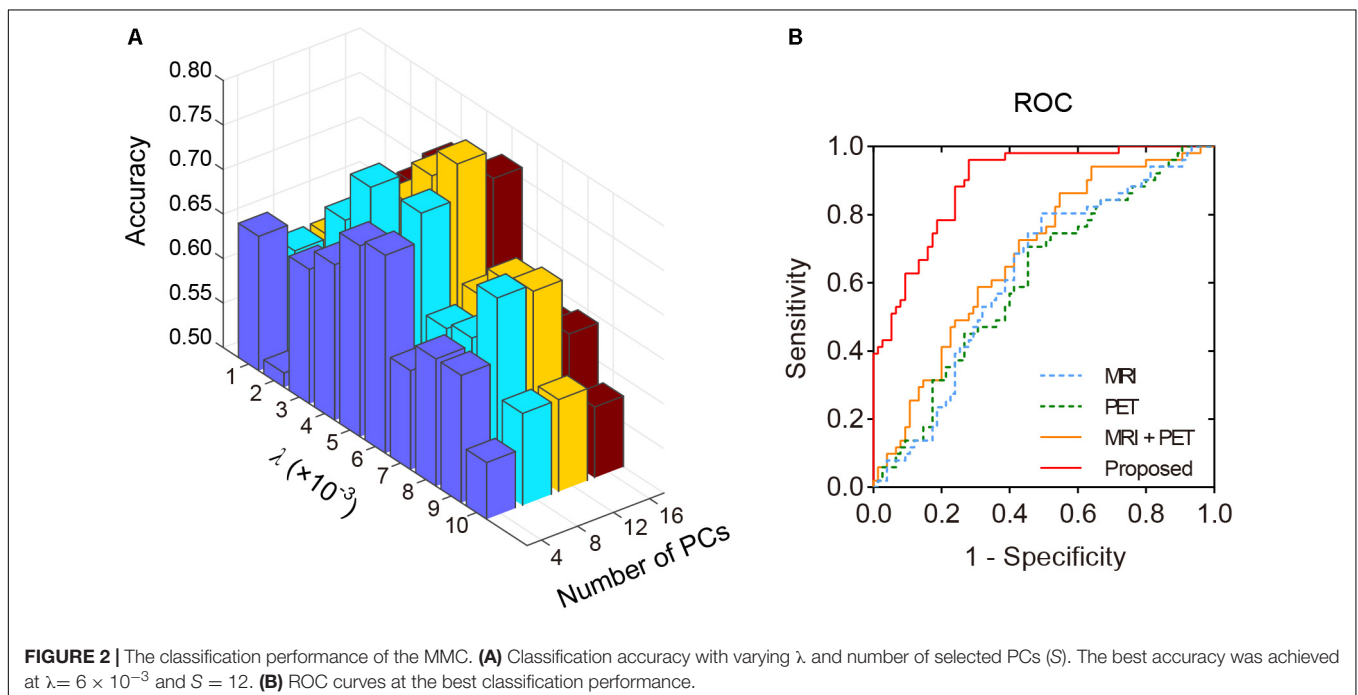 A
0.80
0.75
0.70
0.65
0.60
0.55
0.50
Accuracy
1
2
3
4
5
6
7
8
9
10
λ (×10⁻³)
4
8
12
16
Number of PCs
B
ROC
1.0
0.8
0.6
0.4
0.2
0.0
Sensitivity
MRI
PET
MRI + PET
Proposed
0.0 0.2 0.4 0.6 0.8 1.0
1 - Specificity
FIGURE 2 | The classification performance of the MMC. (A) Classification accuracy with varying λ and number of selected PCs (S). The best accuracy was achieved
at λ= 6 × 10⁻³ and S = 12. (B) ROC curves at the best classification performance.